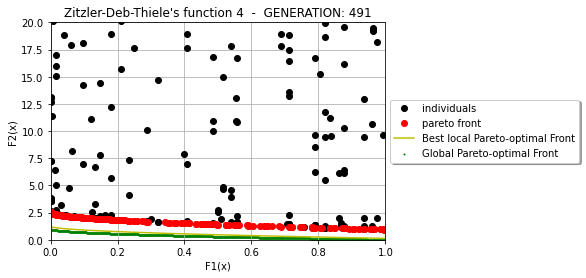 Zitzler-Deb-Thiele's function 4 - GENERATION: 491
20.0
17.5
15.0
12.5
10.0
7.5
5.0
2.5
0.0
F2(x)
0.0 0.2 0.4 0.6 0.8 1.0
F1(x)
individuals
pareto front
Best local Pareto-optimal Front
Global Pareto-optimal Front